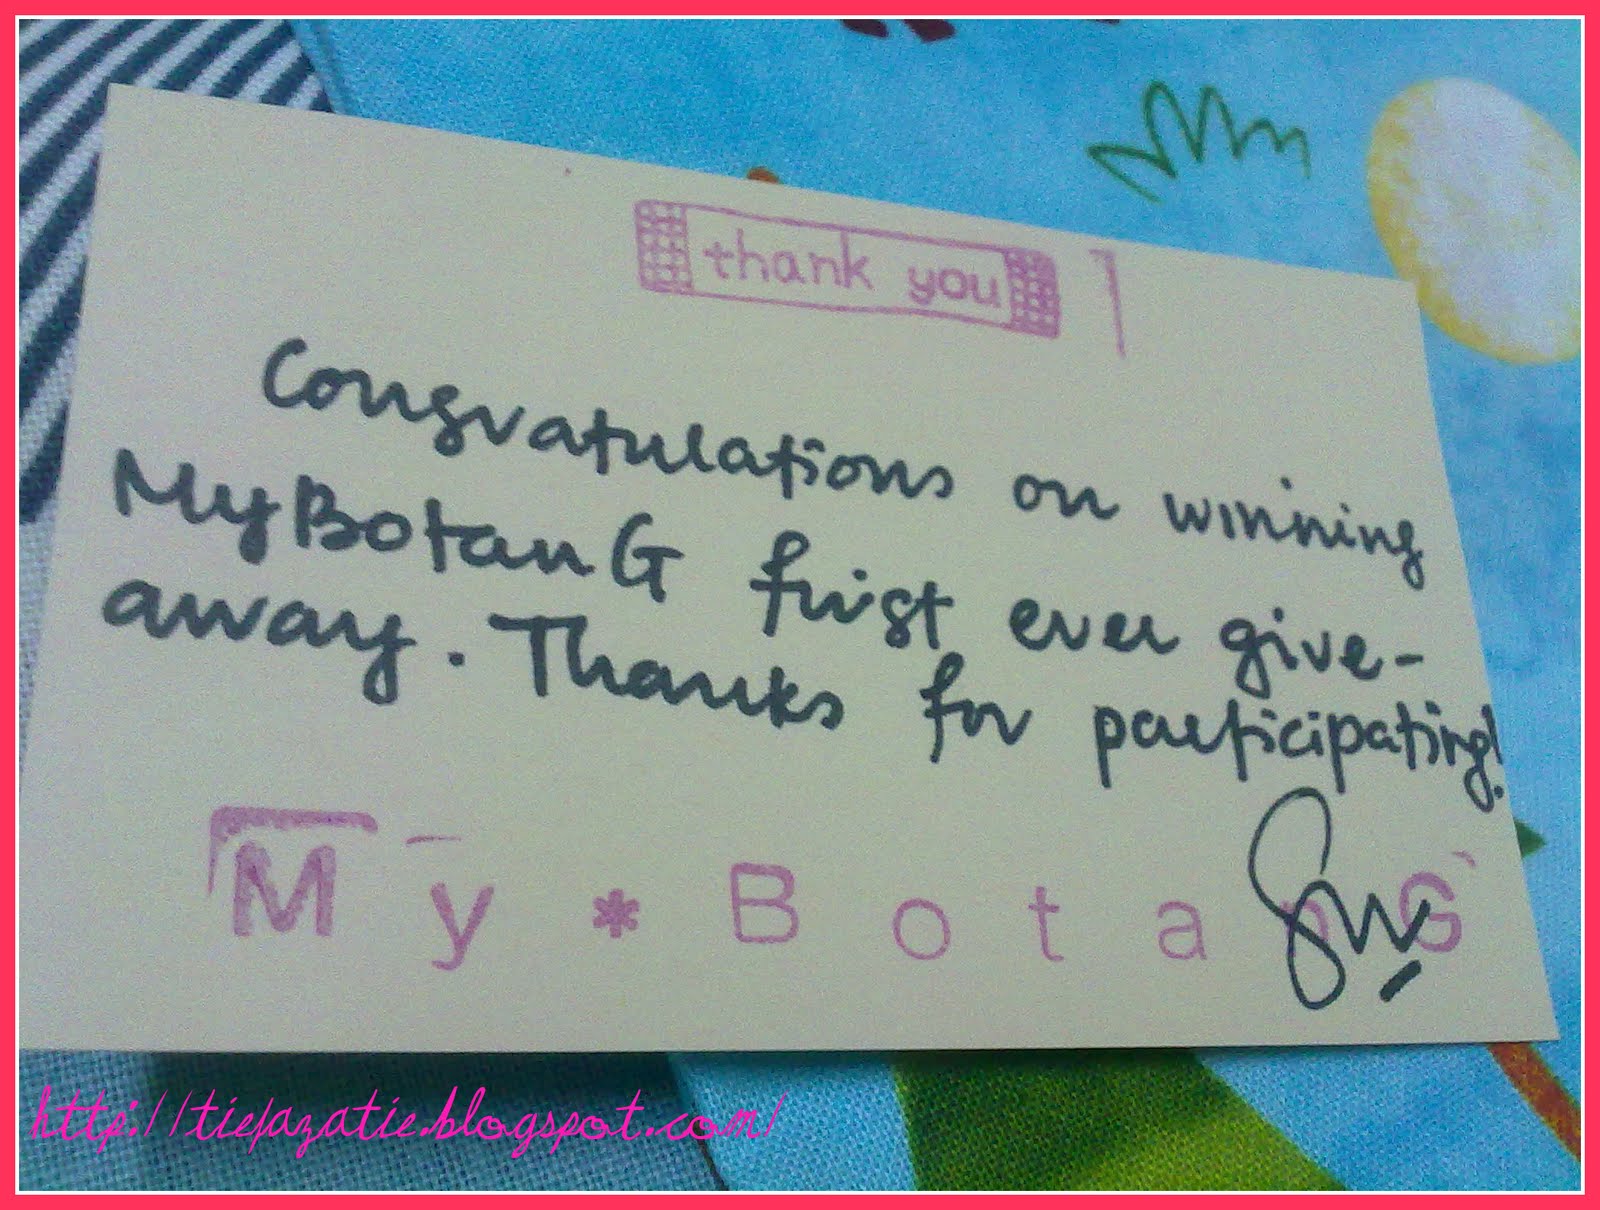 thank you
Congratulations on winning
MyBotanG first ever give-
away. Thanks for participating!
My*BotanG
http://tiefazatie.blogspot.com/